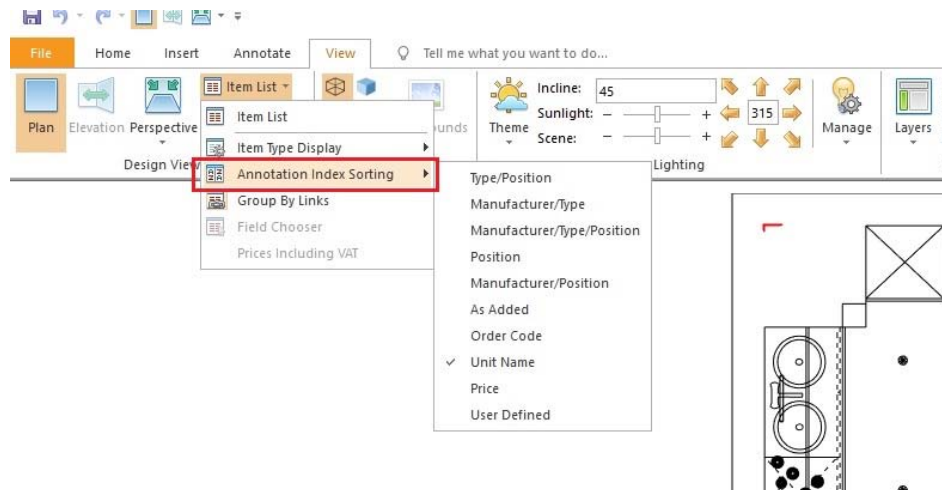 File Home Insert Annotate View Tell me what you want to do...
Item List
Incline: 45
Sunlight: − +
315
Scene: − +
Plan Elevation Perspective
unds
Theme
Manage
Layers
Design View
Lighting
Item List
Item Type Display
Annotation Index Sorting
Group By Links
Field Chooser
Prices Including VAT
Type/Position
Manufacturer/Type
Manufacturer/Type/Position
Position
Manufacturer/Position
As Added
Order Code
Unit Name
Price
User Defined